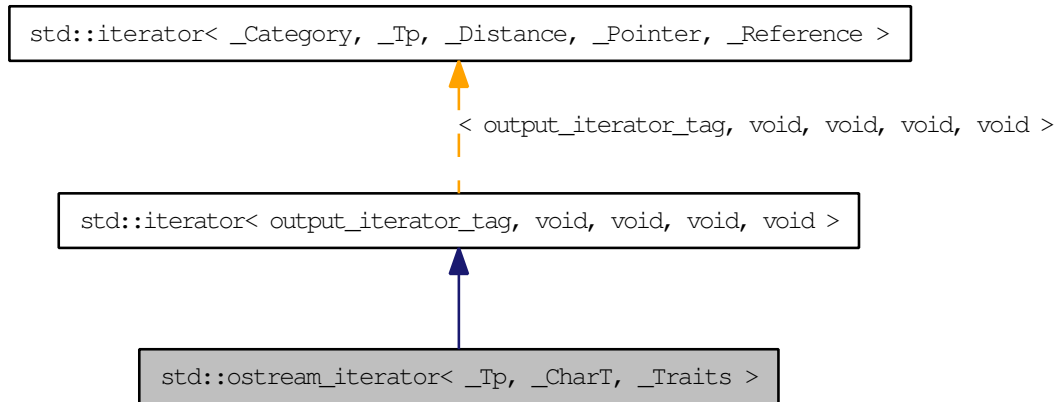 std::iterator< _Category, _Tp, _Distance, _Pointer, _Reference >
< output_iterator_tag, void, void, void, void >
std::iterator< output_iterator_tag, void, void, void, void >
std::ostream_iterator< _Tp, _CharT, _Traits >